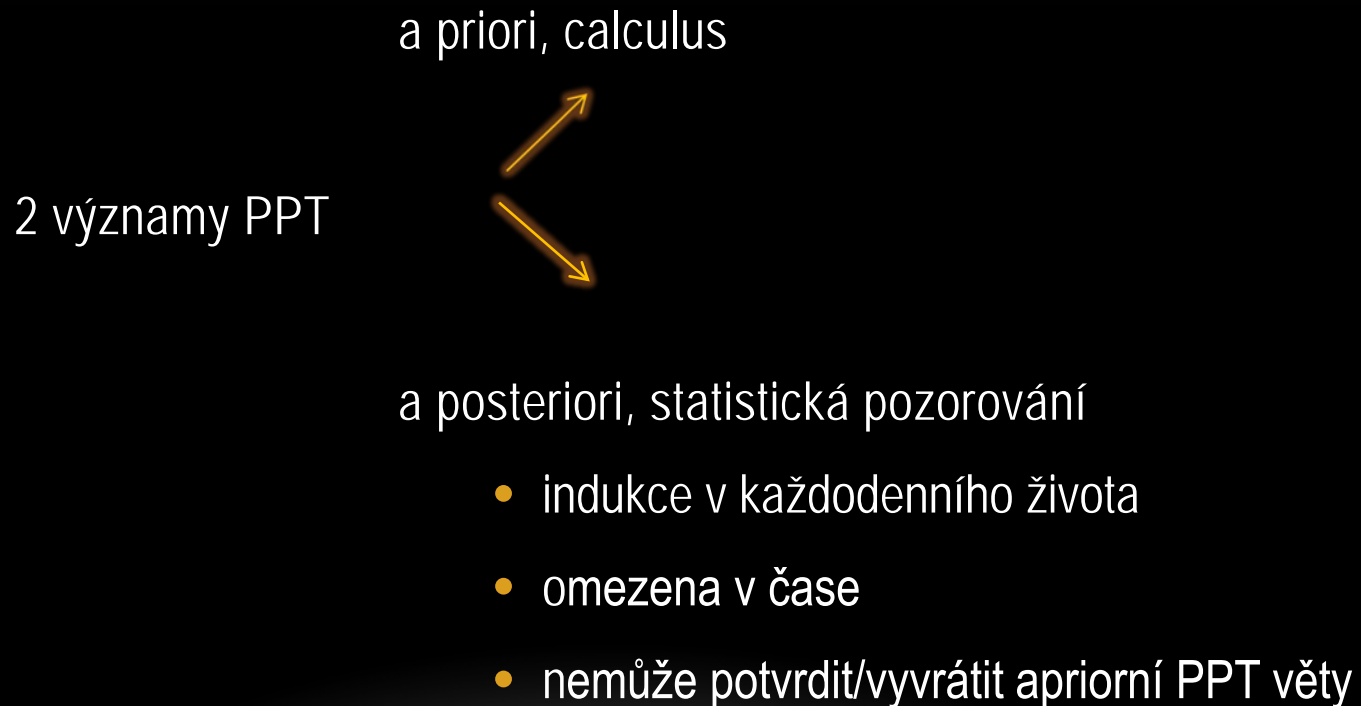 a priori, calculus
2 významy PPT
a posteriori, statistická pozorování
• indukce v každodenního života
• omezena v čase
• nemůže potvrdit/vyvrátit apriorní PPT věty